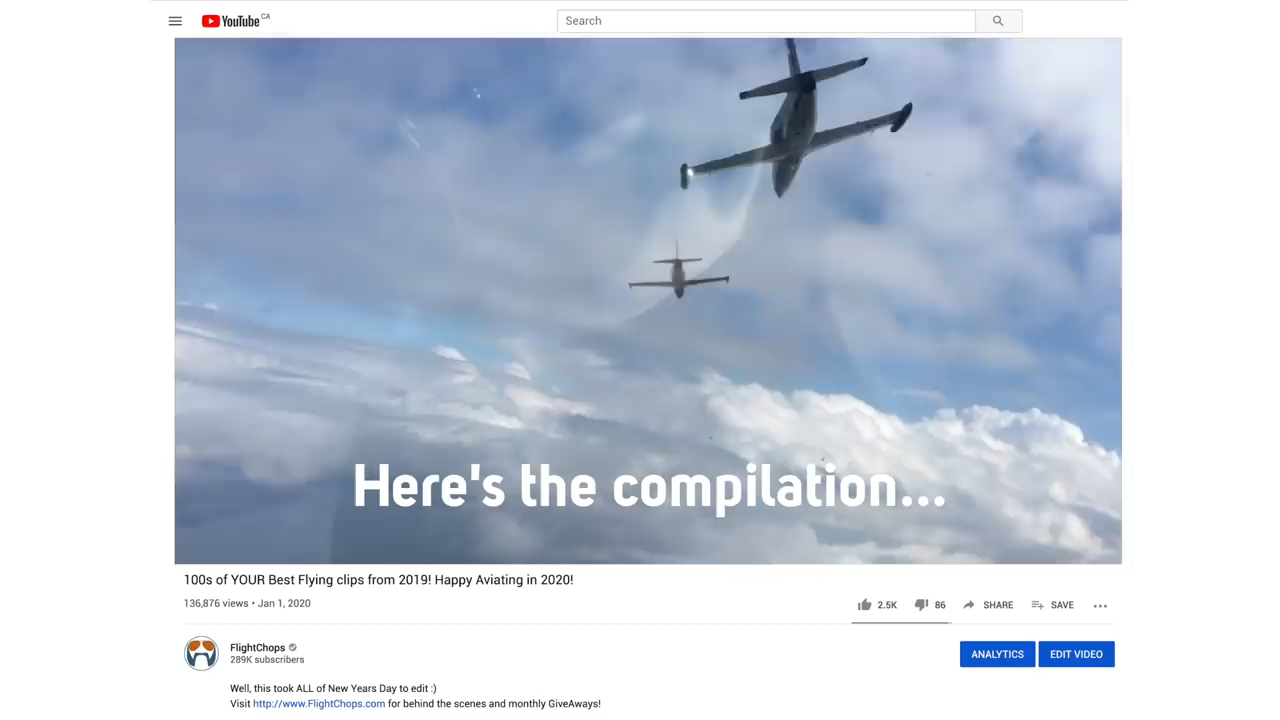 YouTube CA
Search
Here's the compilation...
100s of YOUR Best Flying clips from 2019! Happy Aviating in 2020!
136,876 views • Jan 1, 2020
2.5K 86 SHARE SAVE
FlightChops
289K subscribers
ANALYTICS EDIT VIDEO
Well, this took ALL of New Years Day to edit :)
Visit http://www.FlightChops.com for behind the scenes and monthly GiveAways!